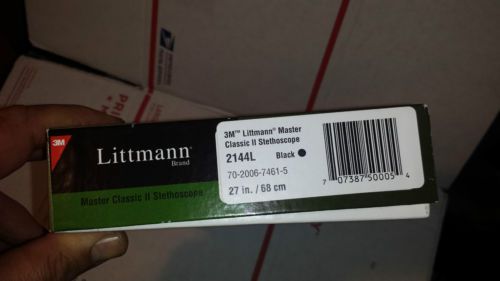 3M
Littmann®
Brand
Master Classic II Stethoscope
3M™ Littmann® Master
Classic II Stethoscope
2144L Black
70-2006-7461-5
27 in. / 68 cm
7 07387 50005 4